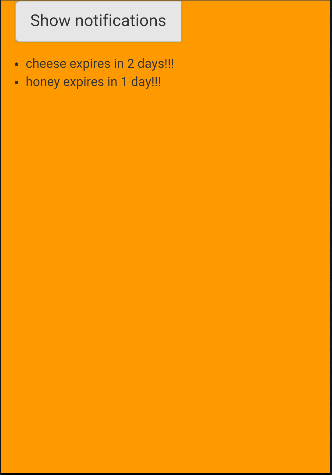 Show notifications
• cheese expires in 2 days!!!
• honey expires in 1 day!!!